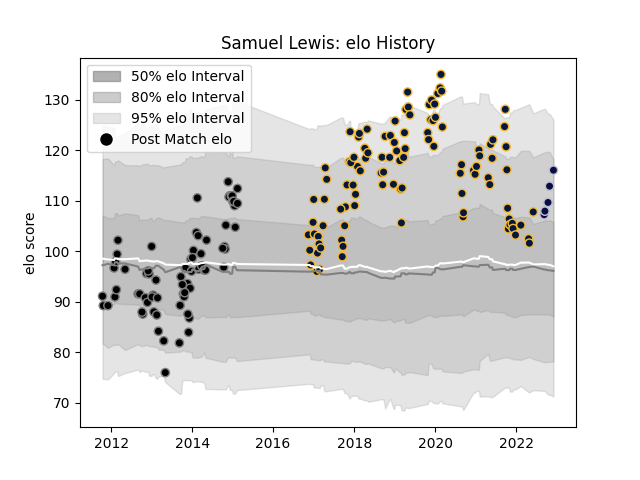 Samuel Lewis: elo History
50% elo Interval
80% elo Interval
95% elo Interval
Post Match elo
elo score
130
120
110
100
90
80
70
2012
2014
2016
2018
2020
2022